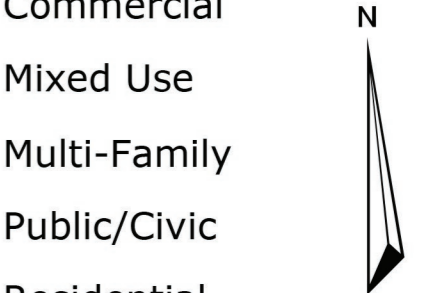 Commercial
N
Mixed Use
Multi-Family
Public/Civic
Residential